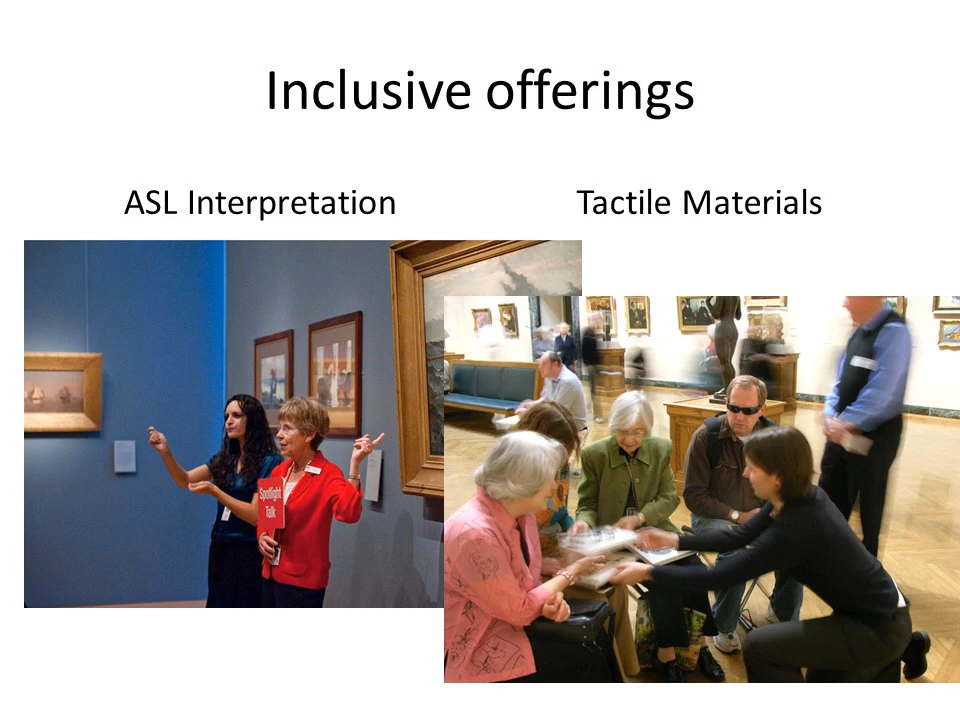 Inclusive offerings
ASL Interpretation
Tactile Materials
Spotlight
Talk